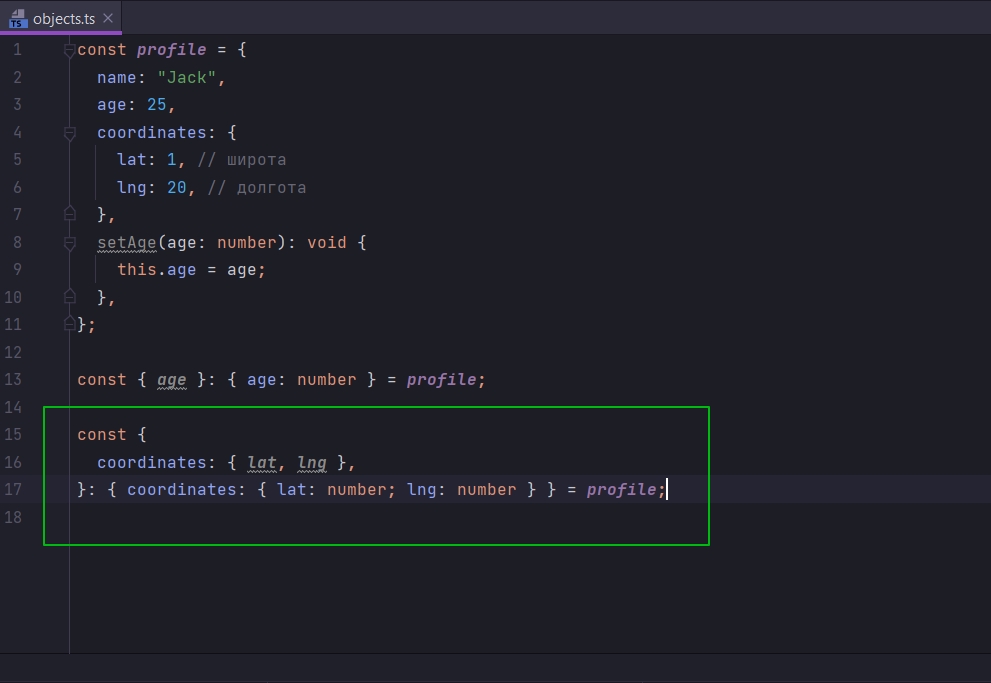 TS objects.ts
1 const profile = {
2   name: "Jack",
3   age: 25,
4   coordinates: {
5     lat: 1, // широта
6     lng: 20, // долгота
7   },
8   setAge(age: number): void {
9     this.age = age;
10   },
11 };
12
13 const { age }: { age: number } = profile;
14
15 const {
16   coordinates: { lat, lng },
17 }: { coordinates: { lat: number; lng: number } } = profile;
18